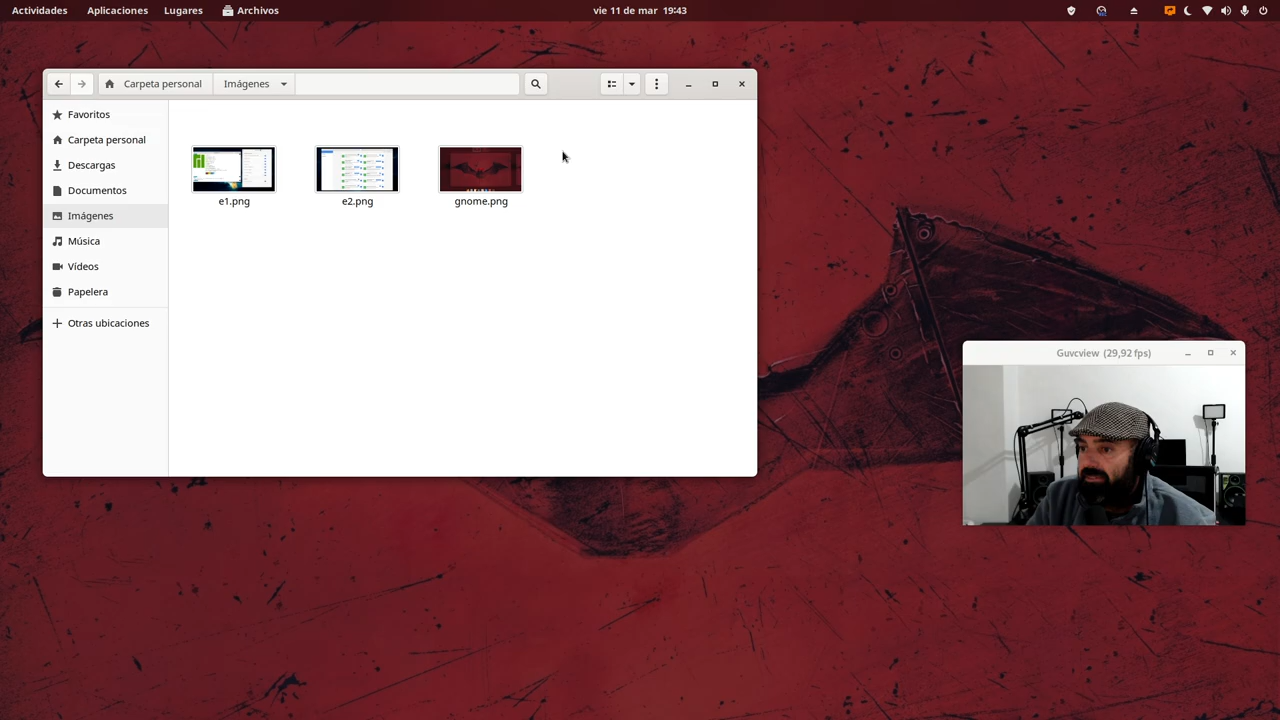 Actividades Aplicaciones Lugares Archivos vie 11 de mar 19:43
Carpeta personal Imágenes
Favoritos
Carpeta personal
Descargas
Documentos
Imágenes
Música
Vídeos
Papelera
Otras ubicaciones
e1.png e2.png gnome.png
Guvcview (29,92 fps)